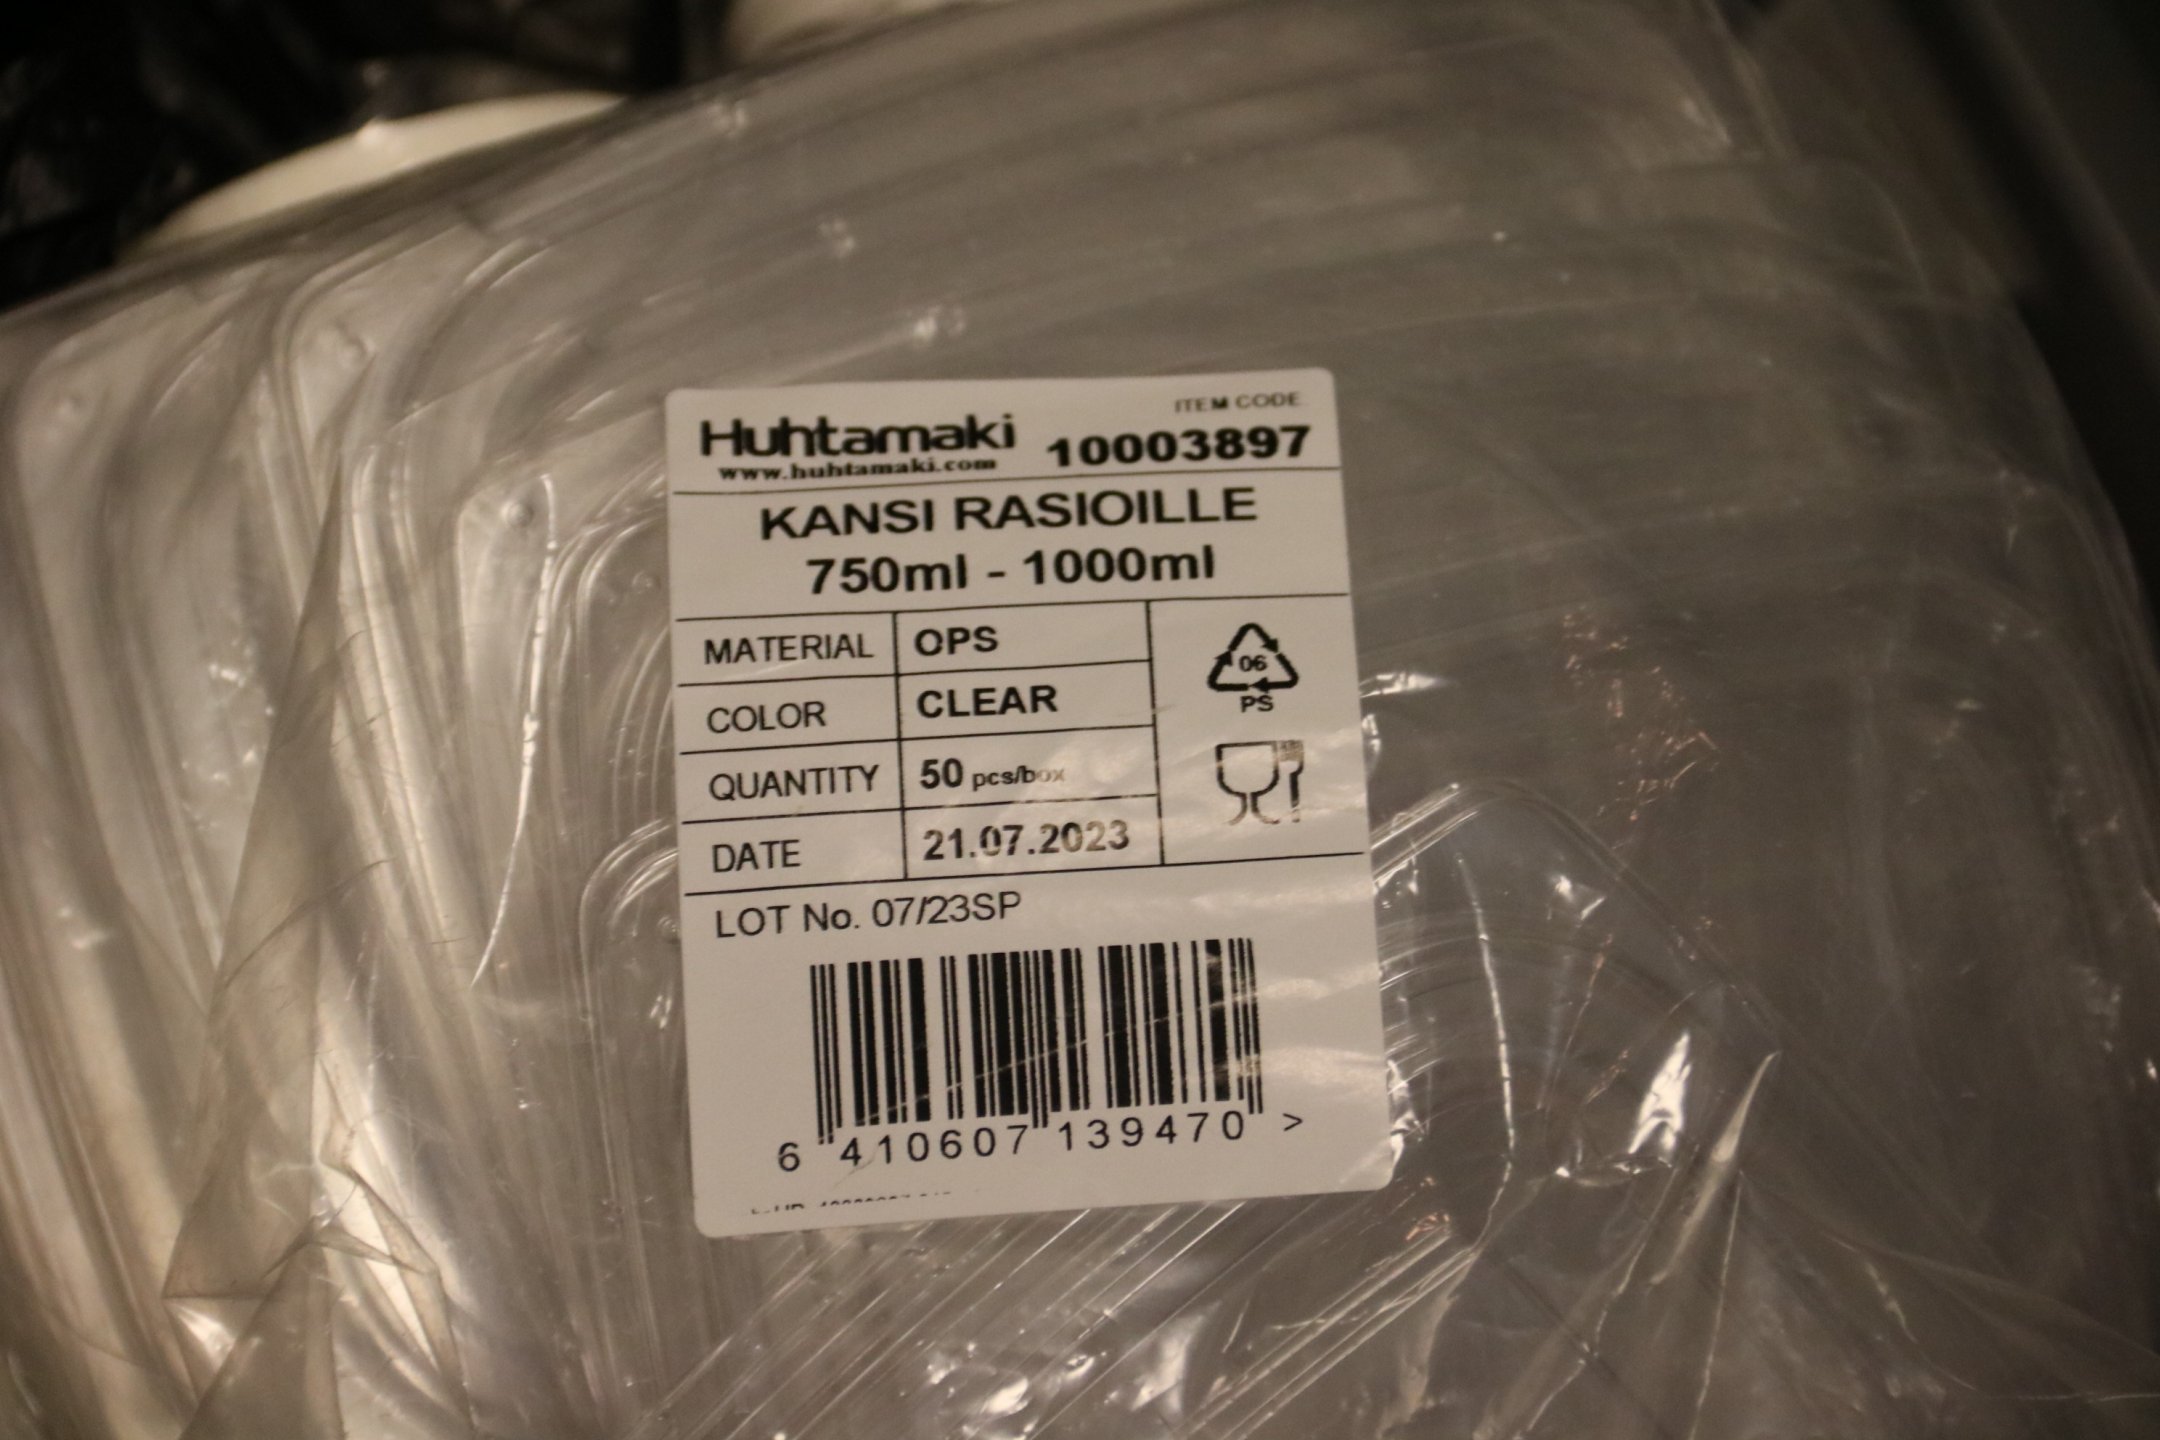 ITEM CODE
Huhtamaki 10003897
www.huhtamaki.com
KANSI RASIOILLE
750ml - 1000ml
MATERIAL OPS
COLOR CLEAR
QUANTITY 50 pcs/box
DATE 21.07.2023
06
PS
LOT No. 07/23SP
6 410607 139470 >